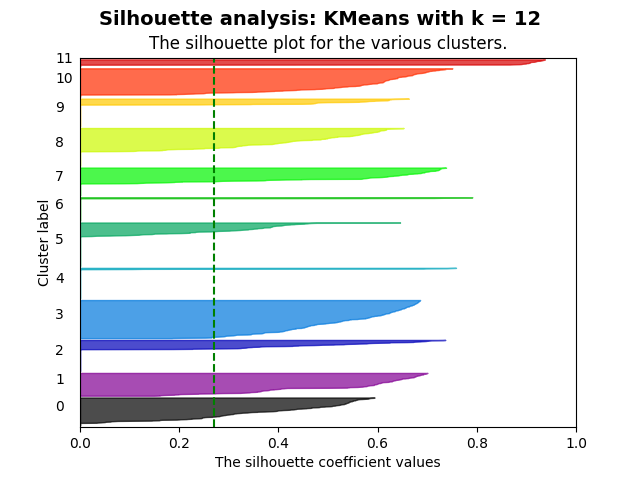 Silhouette analysis: KMeans with k = 12
The silhouette plot for the various clusters.
11
10
9
8
7
6
5
4
3
2
1
0
Cluster label
0.0 0.2 0.4 0.6 0.8 1.0
The silhouette coefficient values